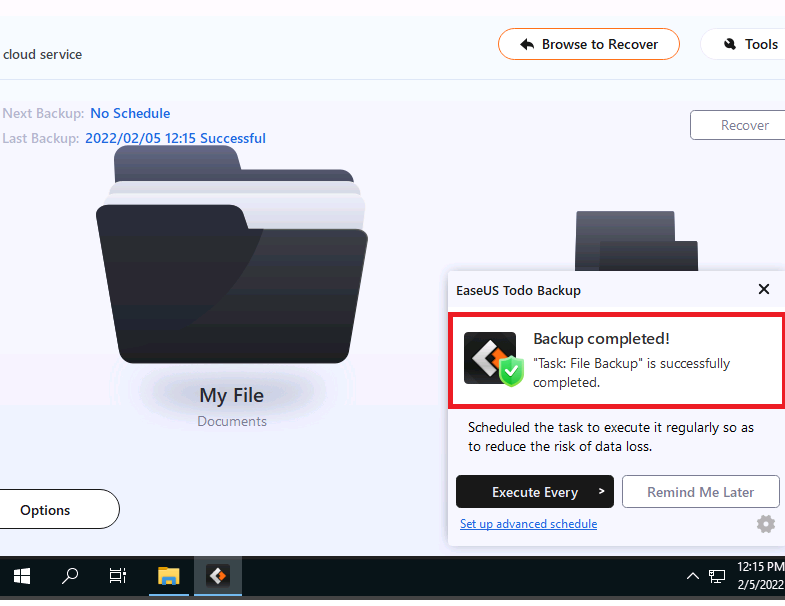 cloud service
Browse to Recover
Tools
Next Backup: No Schedule
Last Backup: 2022/02/05 12:15 Successful
Recover
My File
Documents
Options
EaseUS Todo Backup
Backup completed!
"Task: File Backup" is successfully
completed.
Scheduled the task to execute it regularly so as
to reduce the risk of data loss.
Execute Every >
Remind Me Later
Set up advanced schedule
12:15 PM
2/5/2022